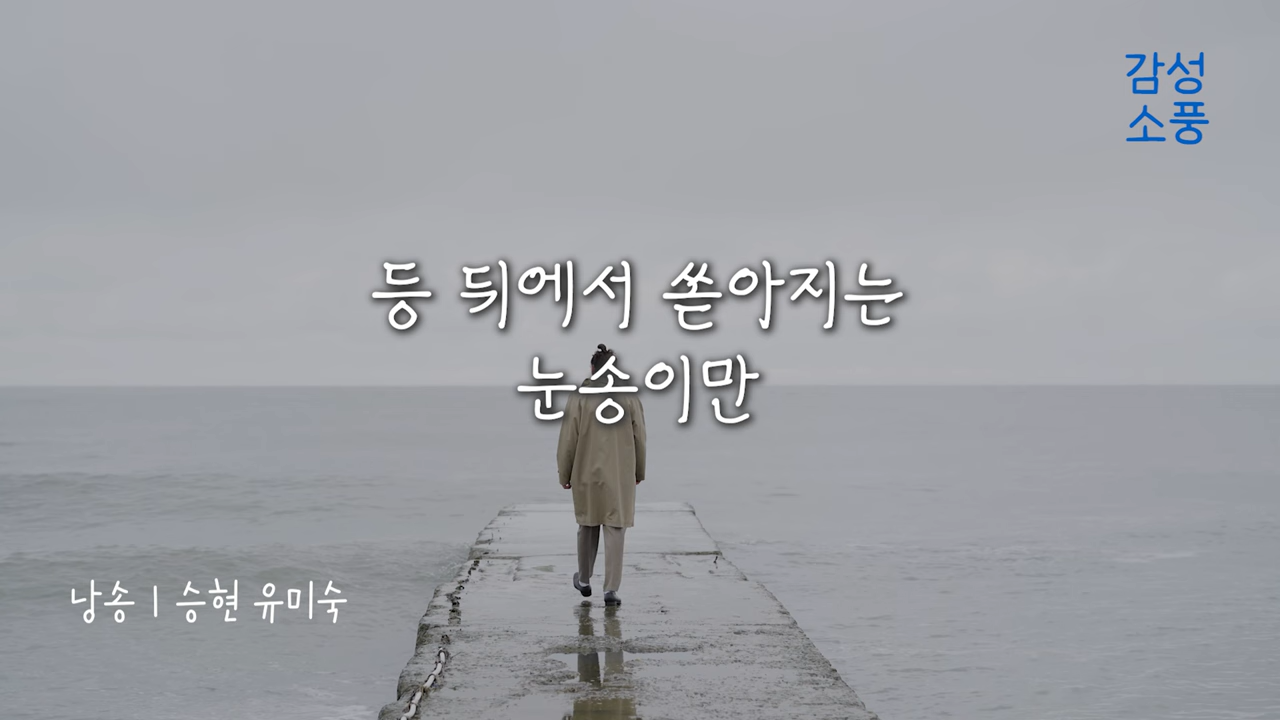 감성
소풍
등 뒤에서 쏟아지는
눈송이만
낭송 | 승현 유미숙